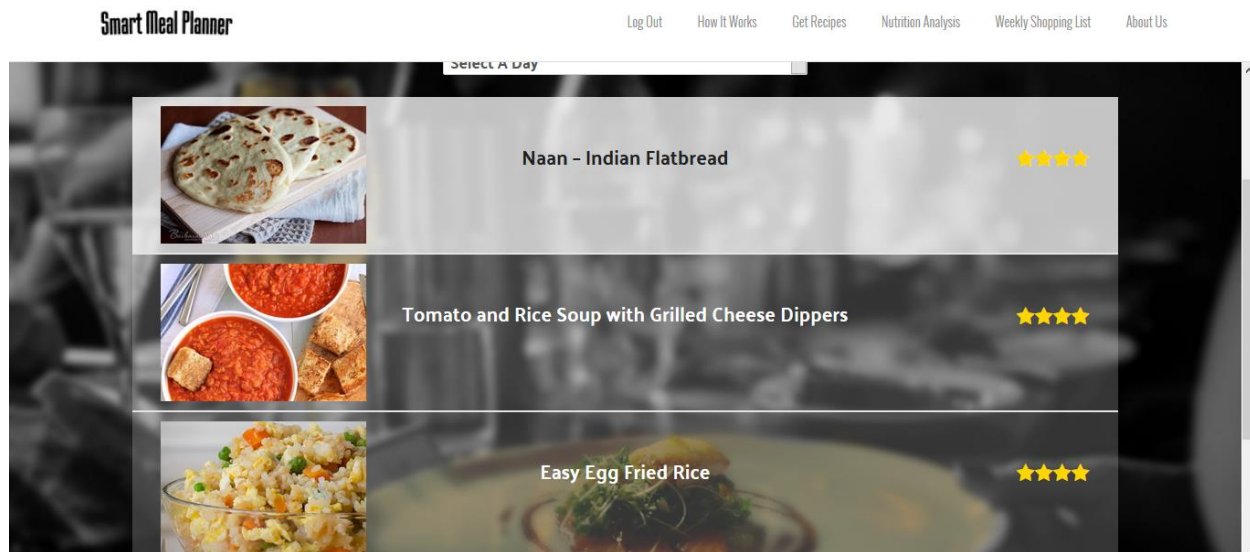 Smart Meal Planner
Log Out How It Works Get Recipes Nutrition Analysis Weekly Shopping List About Us
Select A Day
Naan – Indian Flatbread
Tomato and Rice Soup with Grilled Cheese Dippers
Easy Egg Fried Rice